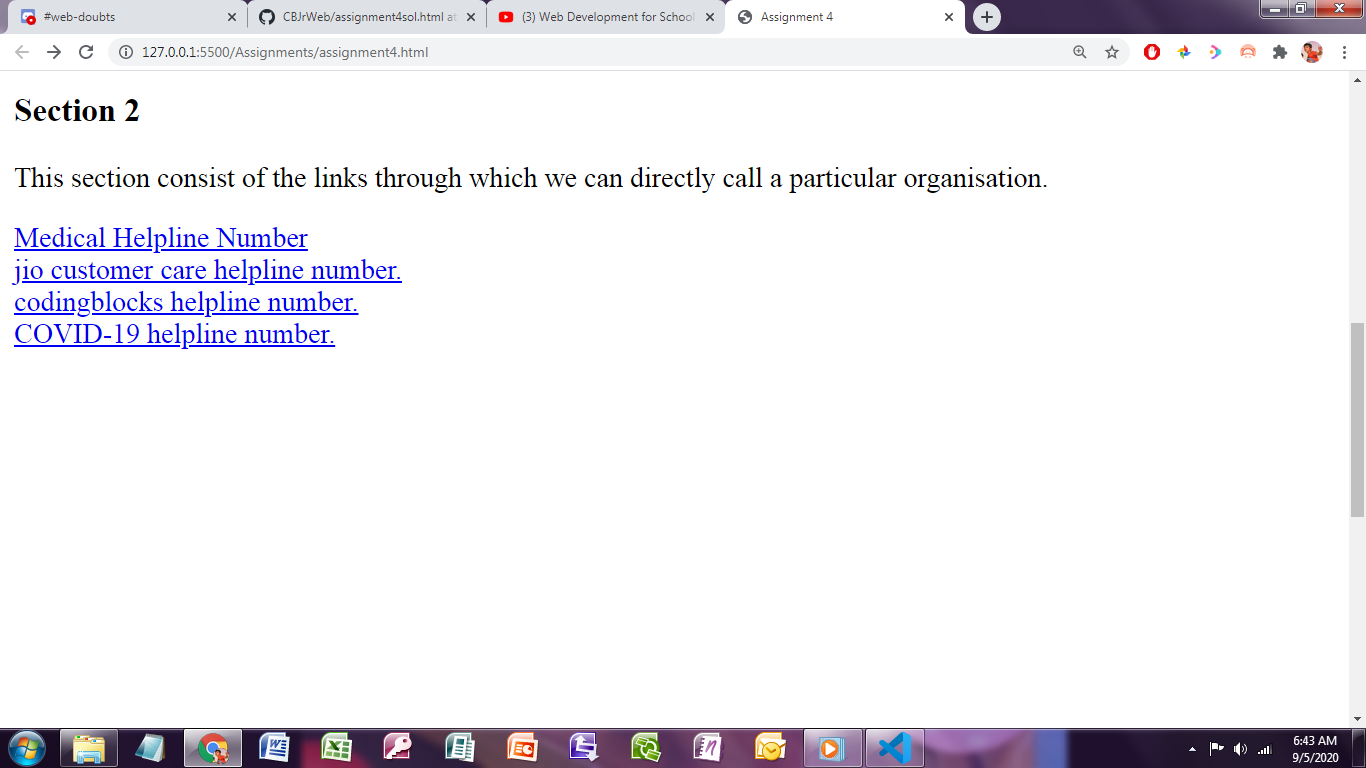 #web-doubts
CBJrWeb/assignment4sol.html at
(3) Web Development for School
Assignment 4
127.0.0.1:5500/Assignments/assignment4.html
Section 2
This section consist of the links through which we can directly call a particular organisation.
Medical Helpline Number
jio customer care helpline number.
codingblocks helpline number.
COVID-19 helpline number.
6:43 AM
9/5/2020